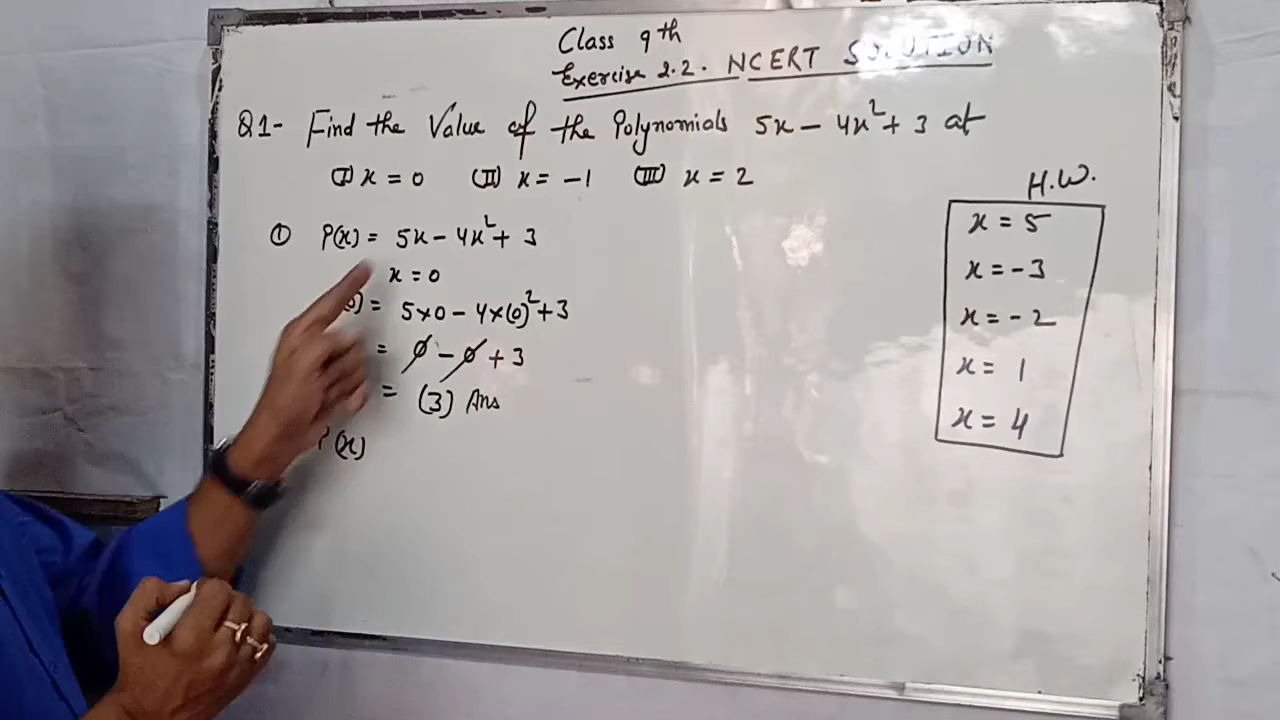 Class 9th
Exercise 2.2. NCERT SOLUTION
Q1- Find the Value of the Polynomials 5x - 4x² + 3 at
(I) x = 0 (II) x = -1 (III) x = 2
① P(x) = 5x - 4x² + 3
x = 0
= 5×0 - 4×(0)² + 3
= 0 - 0 + 3
= (3) Ans
P(x)
H.W.
x = 5
x = -3
x = -2
x = 1
x = 4